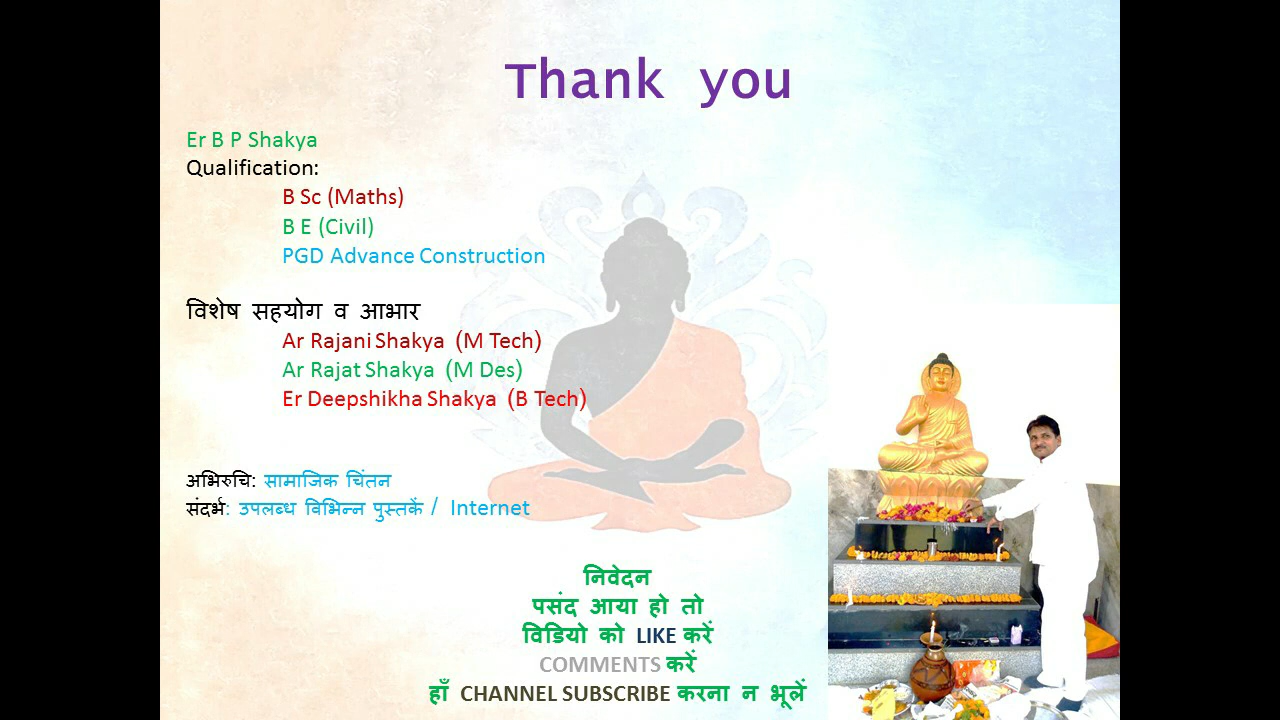 Thank you
Er B P Shakya
Qualification:
B Sc (Maths)
B E (Civil)
PGD Advance Construction
विशेष सहयोग व आभार
Ar Rajani Shakya (M Tech)
Ar Rajat Shakya (M Des)
Er Deepshikha Shakya (B Tech)
अभिरुचि: सामाजिक चिंतन
संदर्भ: उपलब्ध विभिन्न पुस्तकें / Internet
निवेदन
पसंद आया हो तो
विडियो को LIKE करें
COMMENTS करें
हाँ CHANNEL SUBSCRIBE करना न भूलें